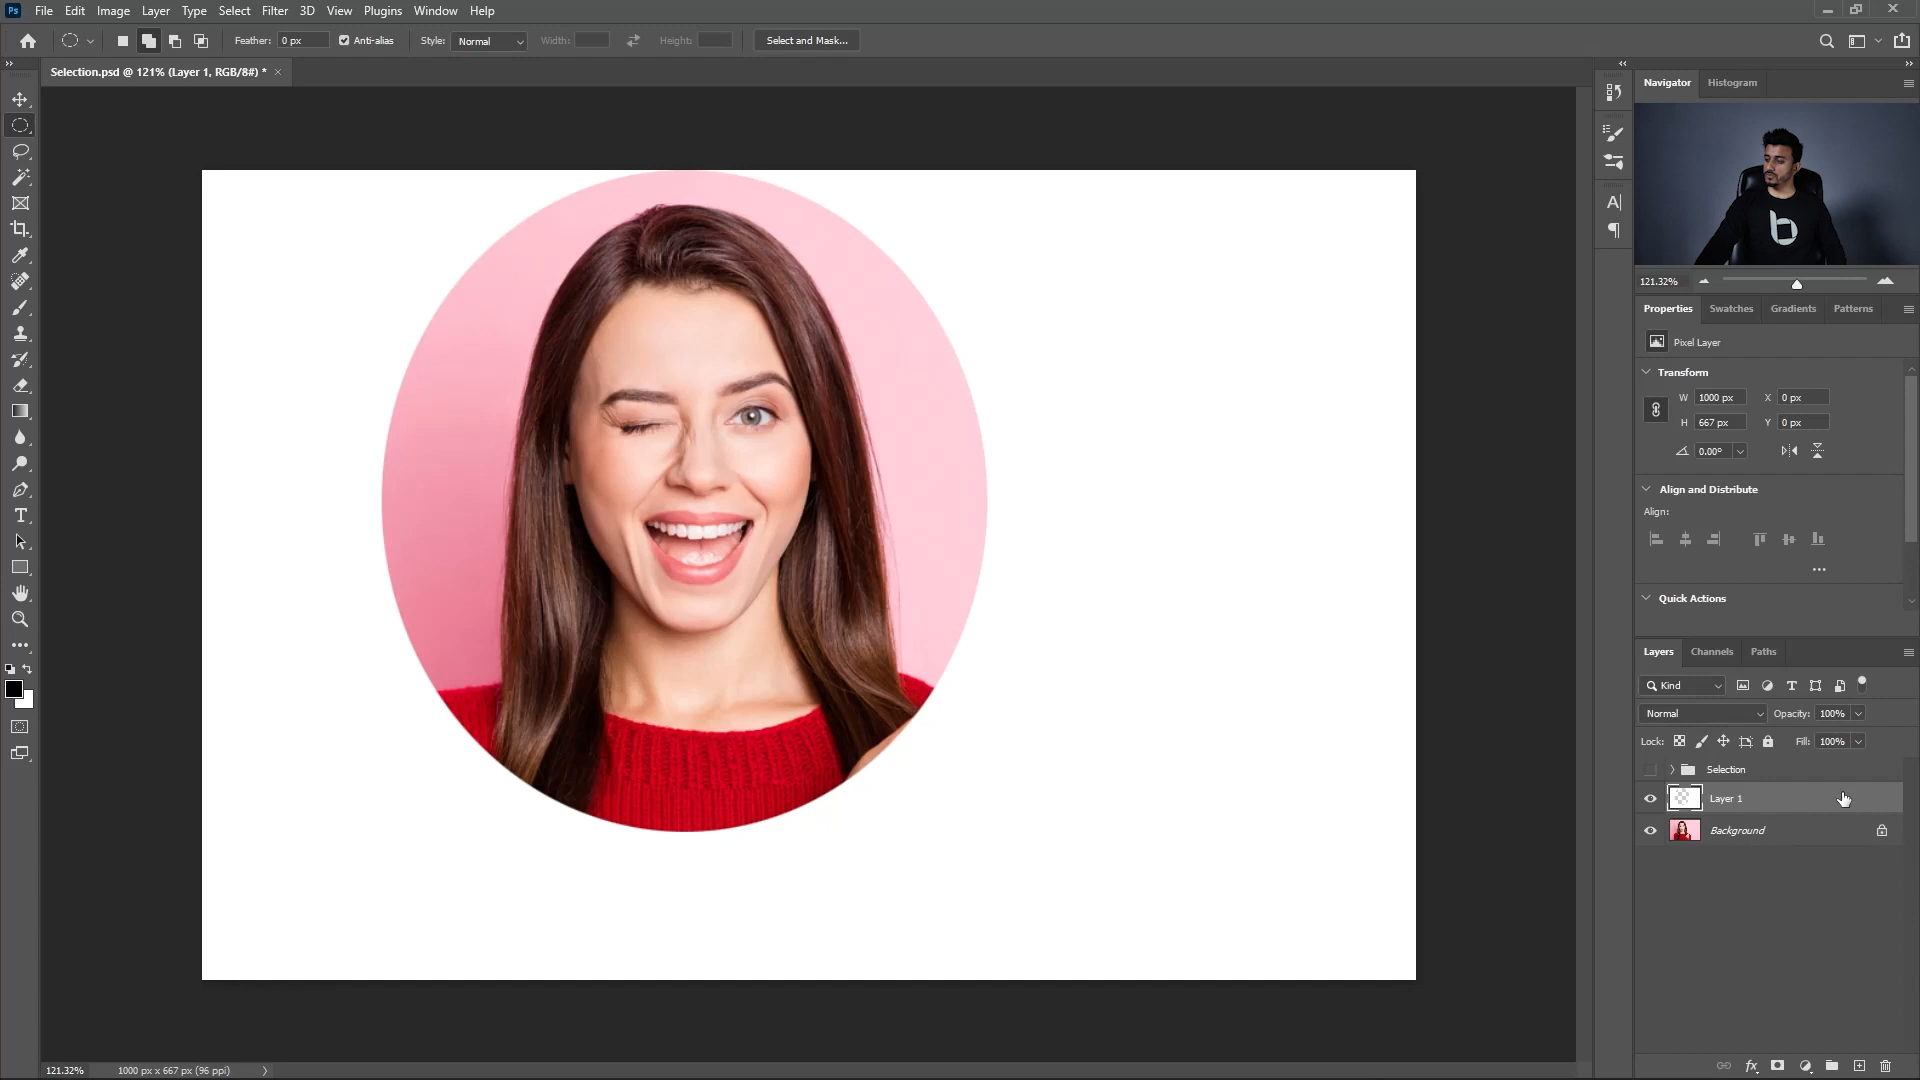 Ps File Edit Image Layer Type Select Filter 3D View Plugins Window Help
Feather: 0 px Anti-alias Style: Normal Width: Height: Select and Mask...
Selection.psd @ 121% (Layer 1, RGB/8#) * ×
Navigator Histogram
121.32%
Properties Swatches Gradients Patterns
Pixel Layer
Transform
W 1000 px X 0 px
H 667 px Y 0 px
0.00°
Align and Distribute
Align:
Quick Actions
Layers Channels Paths
Kind
Normal Opacity: 100%
Lock: Fill: 100%
Selection
Layer 1
Background
121.32% 1000 px x 667 px (96 ppi)